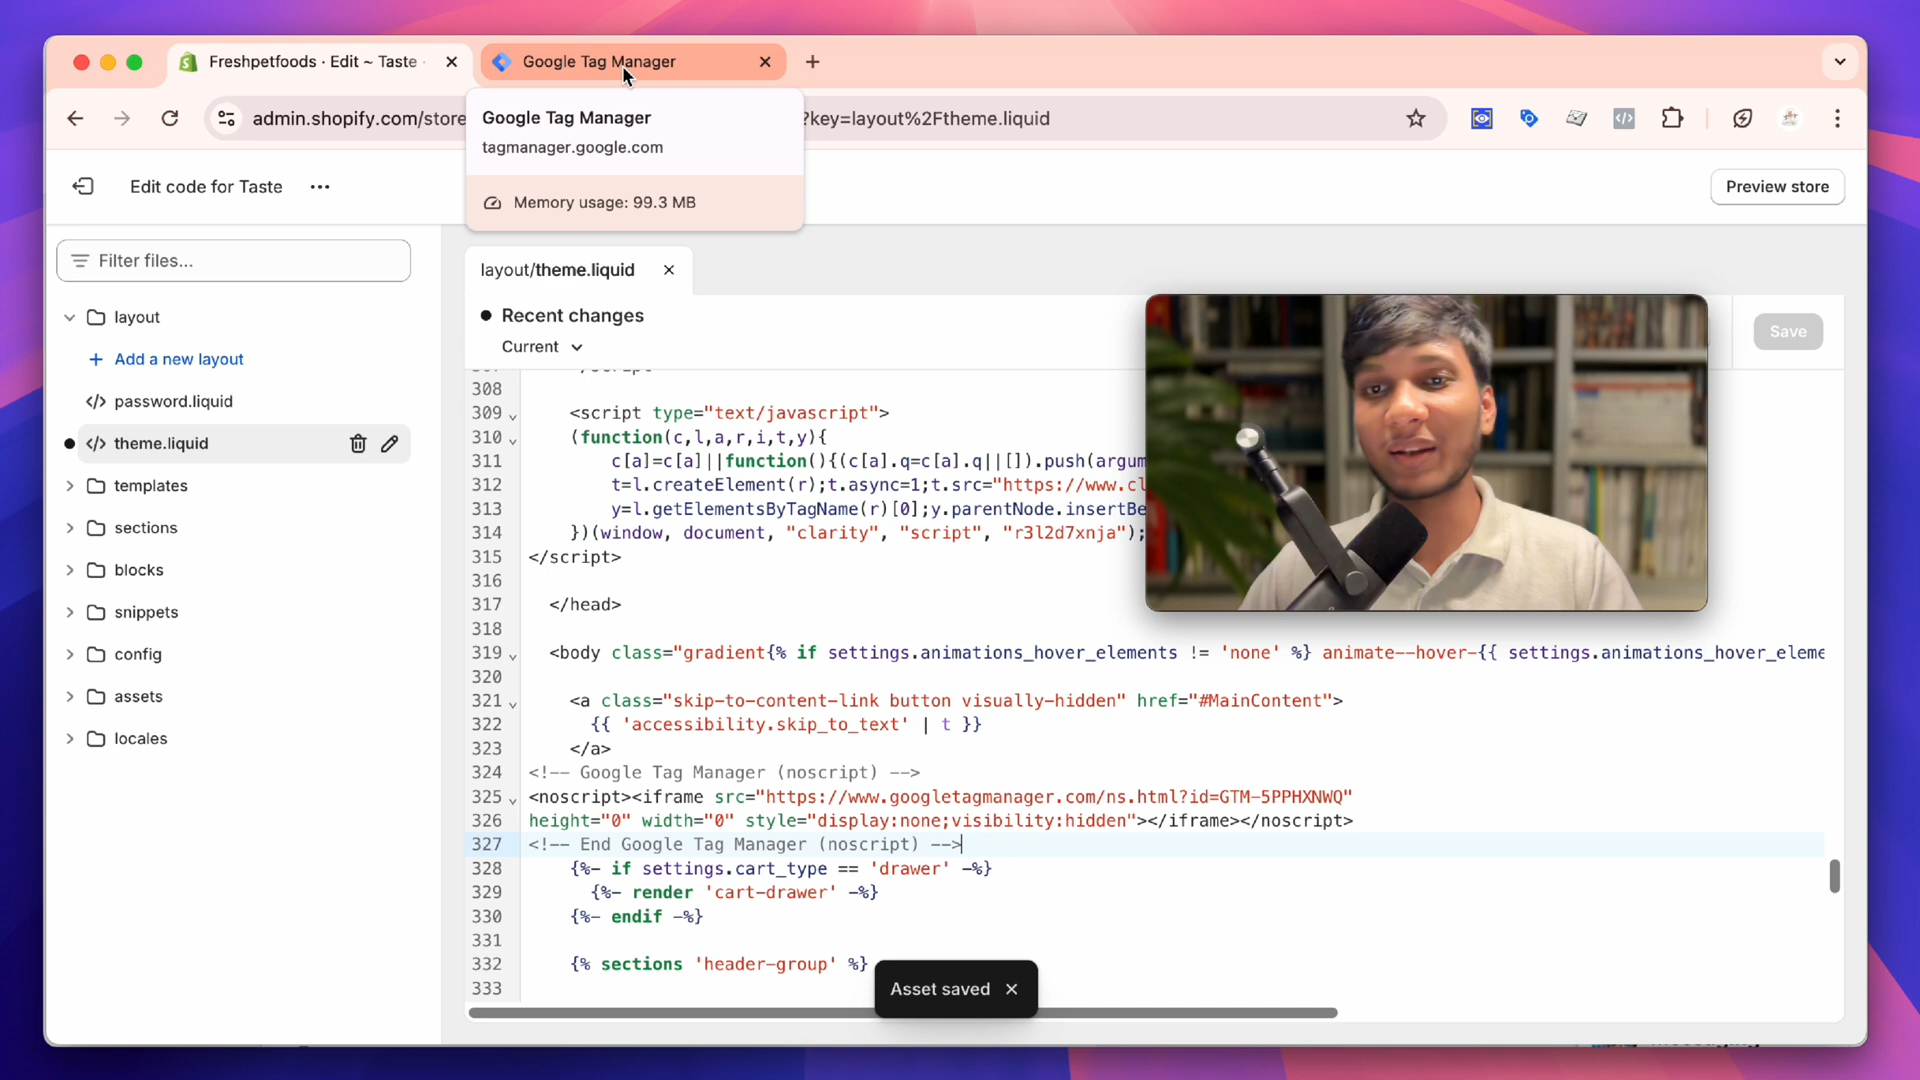 Freshpetfoods · Edit ~ Taste ·
Google Tag Manager
admin.shopify.com/store
?key=layout%2Ftheme.liquid
Google Tag Manager
tagmanager.google.com
Memory usage: 99.3 MB
Edit code for Taste
Preview store
Filter files...
layout
Add a new layout
password.liquid
theme.liquid
templates
sections
blocks
snippets
config
assets
locales
layout/theme.liquid
Recent changes
Current
Save
308
309 <script type="text/javascript">
310 (function(c,l,a,r,i,t,y){
311 c[a]=c[a]||function(){(c[a].q=c[a].q||[]).push(argum
312 t=l.createElement(r);t.async=1;t.src="https://www.cl
313 y=l.getElementsByTagName(r)[0];y.parentNode.insertBe
314 })(window, document, "clarity", "script", "r3l2d7xnja");
315 </script>
316
317 </head>
318
319 <body class="gradient{% if settings.animations_hover_elements != 'none' %} animate--hover-{{ settings.animations_hover_eleme
320
321 <a class="skip-to-content-link button visually-hidden" href="#MainContent">
322 {{ 'accessibility.skip_to_text' | t }}
323 </a>
324 <!-- Google Tag Manager (noscript) -->
325 <noscript><iframe src="https://www.googletagmanager.com/ns.html?id=GTM-5PPHXNWQ"
326 height="0" width="0" style="display:none;visibility:hidden"></iframe></noscript>
327 <!-- End Google Tag Manager (noscript) -->
328 {%- if settings.cart_type == 'drawer' -%}
329 {%- render 'cart-drawer' -%}
330 {%- endif -%}
331
332 {% sections 'header-group' %}
333
Asset saved